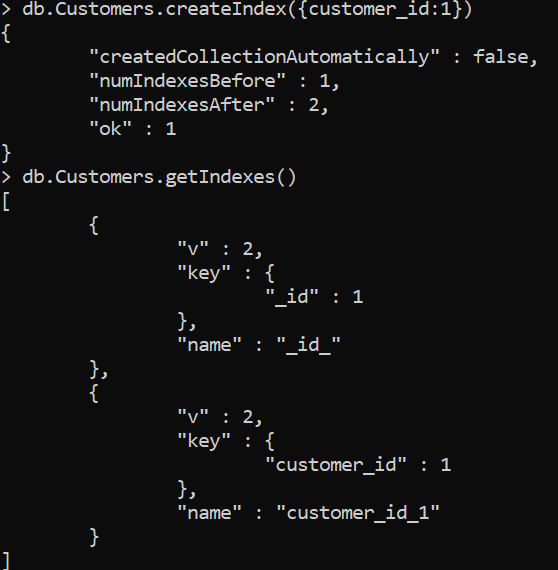 > db.Customers.createIndex({customer_id:1})
{
        "createdCollectionAutomatically" : false,
        "numIndexesBefore" : 1,
        "numIndexesAfter" : 2,
        "ok" : 1
}
> db.Customers.getIndexes()
[
        {
                "v" : 2,
                "key" : {
                        "_id" : 1
                },
                "name" : "_id_"
        },
        {
                "v" : 2,
                "key" : {
                        "customer_id" : 1
                },
                "name" : "customer_id_1"
        }
]